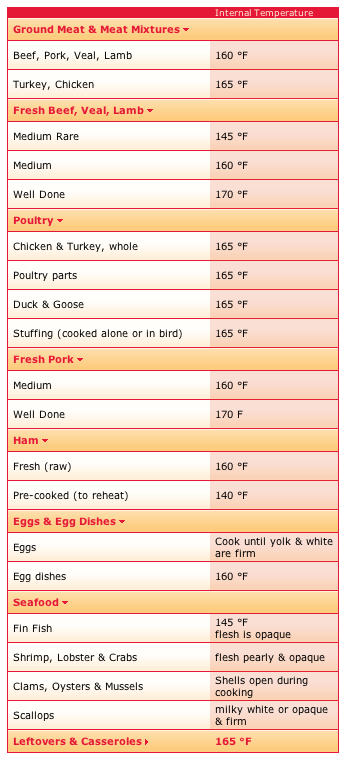 Internal Temperature
Ground Meat & Meat Mixtures
Beef, Pork, Veal, Lamb 160 °F
Turkey, Chicken 165 °F
Fresh Beef, Veal, Lamb
Medium Rare 145 °F
Medium 160 °F
Well Done 170 °F
Poultry
Chicken & Turkey, whole 165 °F
Poultry parts 165 °F
Duck & Goose 165 °F
Stuffing (cooked alone or in bird) 165 °F
Fresh Pork
Medium 160 °F
Well Done 170 F
Ham
Fresh (raw) 160 °F
Pre-cooked (to reheat) 140 °F
Eggs & Egg Dishes
Eggs Cook until yolk & white
are firm
Egg dishes 160 °F
Seafood
Fin Fish 145 °F
flesh is opaque
Shrimp, Lobster & Crabs flesh pearly & opaque
Clams, Oysters & Mussels Shells open during
cooking
Scallops milky white or opaque
& firm
Leftovers & Casseroles 165 °F